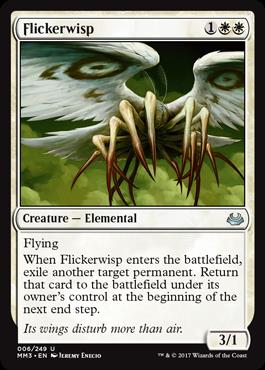 Flickerwisp 1
Creature — Elemental
Flying
When Flickerwisp enters the battlefield,
exile another target permanent. Return
that card to the battlefield under its
owner's control at the beginning of the
next end step.
Its wings disturb more than air.
006/249 U
MM3 • EN Jeremy Enecio
™ & © 2017 Wizards of the Coast
3/1